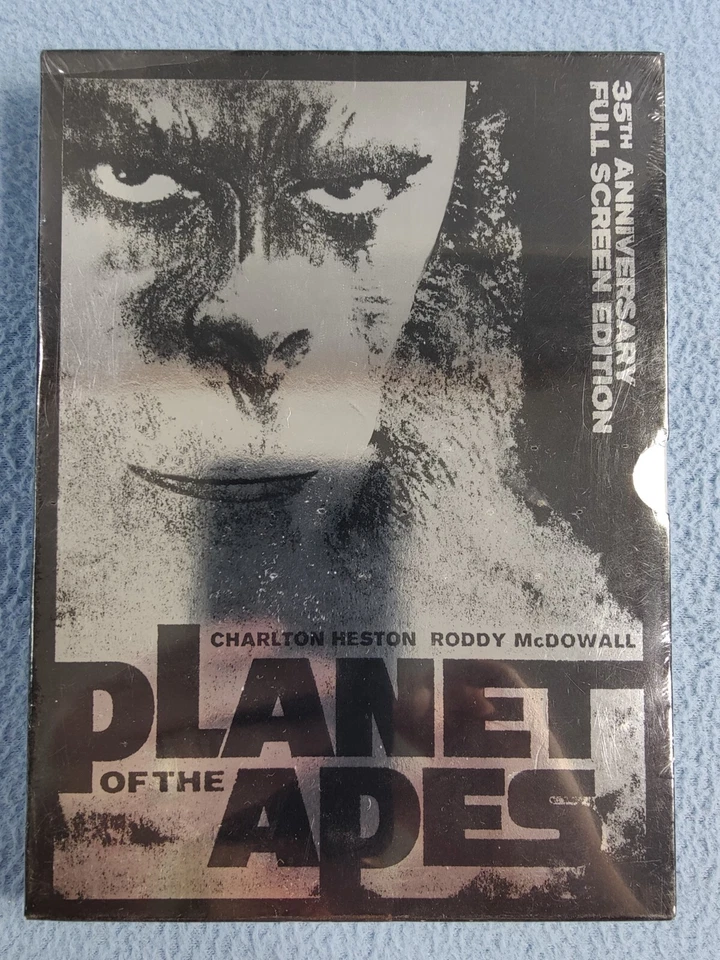 35TH ANNIVERSARY
FULL SCREEN EDITION
CHARLTON HESTON RODDY McDOWALL
PLANET
OF THE
APES